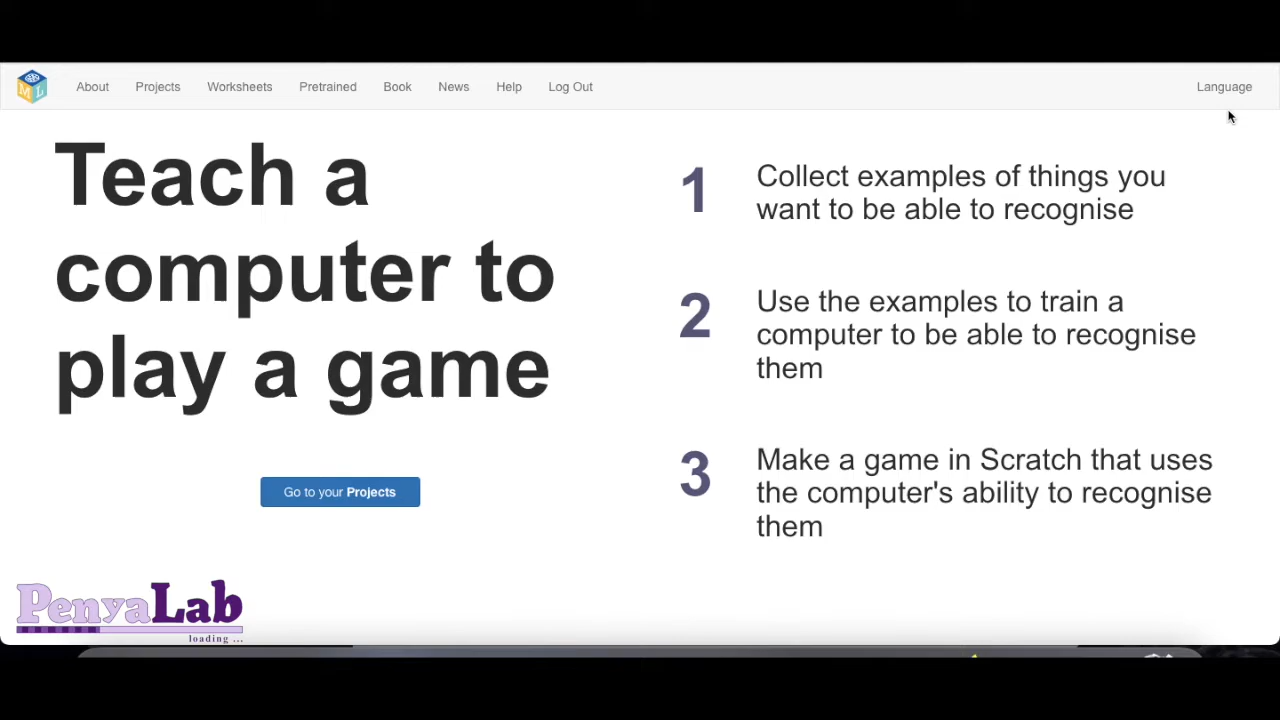 About Projects Worksheets Pretrained Book News Help Log Out Language
Teach a
computer to
play a game
Go to your Projects
1 Collect examples of things you
want to be able to recognise
2 Use the examples to train a
computer to be able to recognise
them
3 Make a game in Scratch that uses
the computer's ability to recognise
them
PenyaLab
loading ...